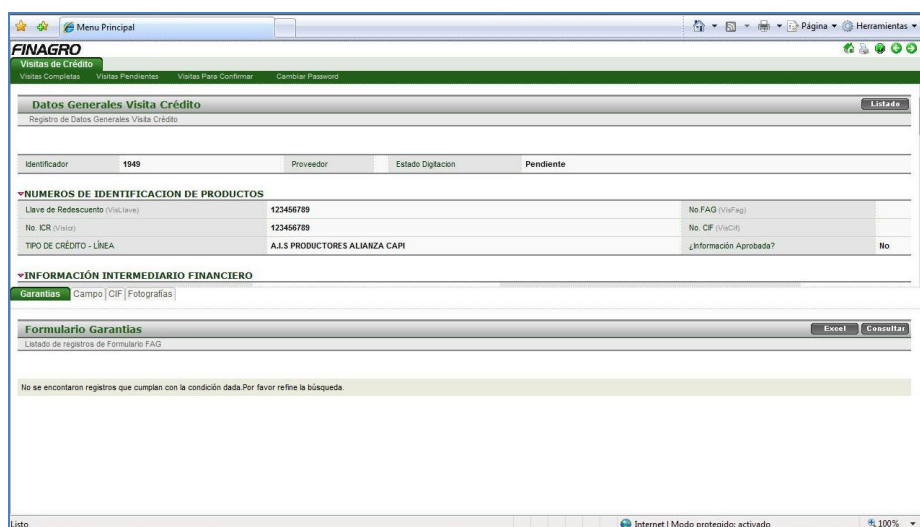 Menu Principal
Página
Herramientas
FINAGRO
Visitas de Crédito
Visitas Completas Visitas Pendientes Visitas Para Confirmar Cambiar Password
Datos Generales Visita Crédito Listado
Registro de Datos Generales Visita Crédito
Identificador 1949 Proveedor Estado Digitacion Pendiente
NUMEROS DE IDENTIFICACION DE PRODUCTOS
Llave de Redescuento (VisLlave) 123456789 No.FAG (VisFag)
No. ICR (VisIcr) 123456789 No. CIF (VisCif)
TIPO DE CRÉDITO - LÍNEA A.I.S PRODUCTORES ALIANZA CAPI ¿Información Aprobada? No
INFORMACIÓN INTERMEDIARIO FINANCIERO
Garantias Campo CIF Fotografías
Formulario Garantias Excel Consultar
Listado de registros de Formulario FAG
No se encontaron registros que cumplan con la condición dada.Por favor refine la búsqueda.
Listo Internet | Modo protegido: activado 100%